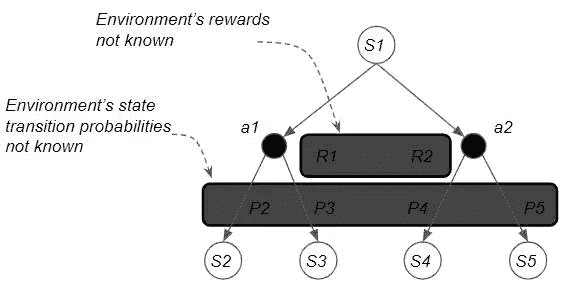 Environment's rewards
not known
S1
Environment's state
transition probabilities
not known
a1
a2
R1 R2
P2 P3 P4 P5
S2 S3 S4 S5